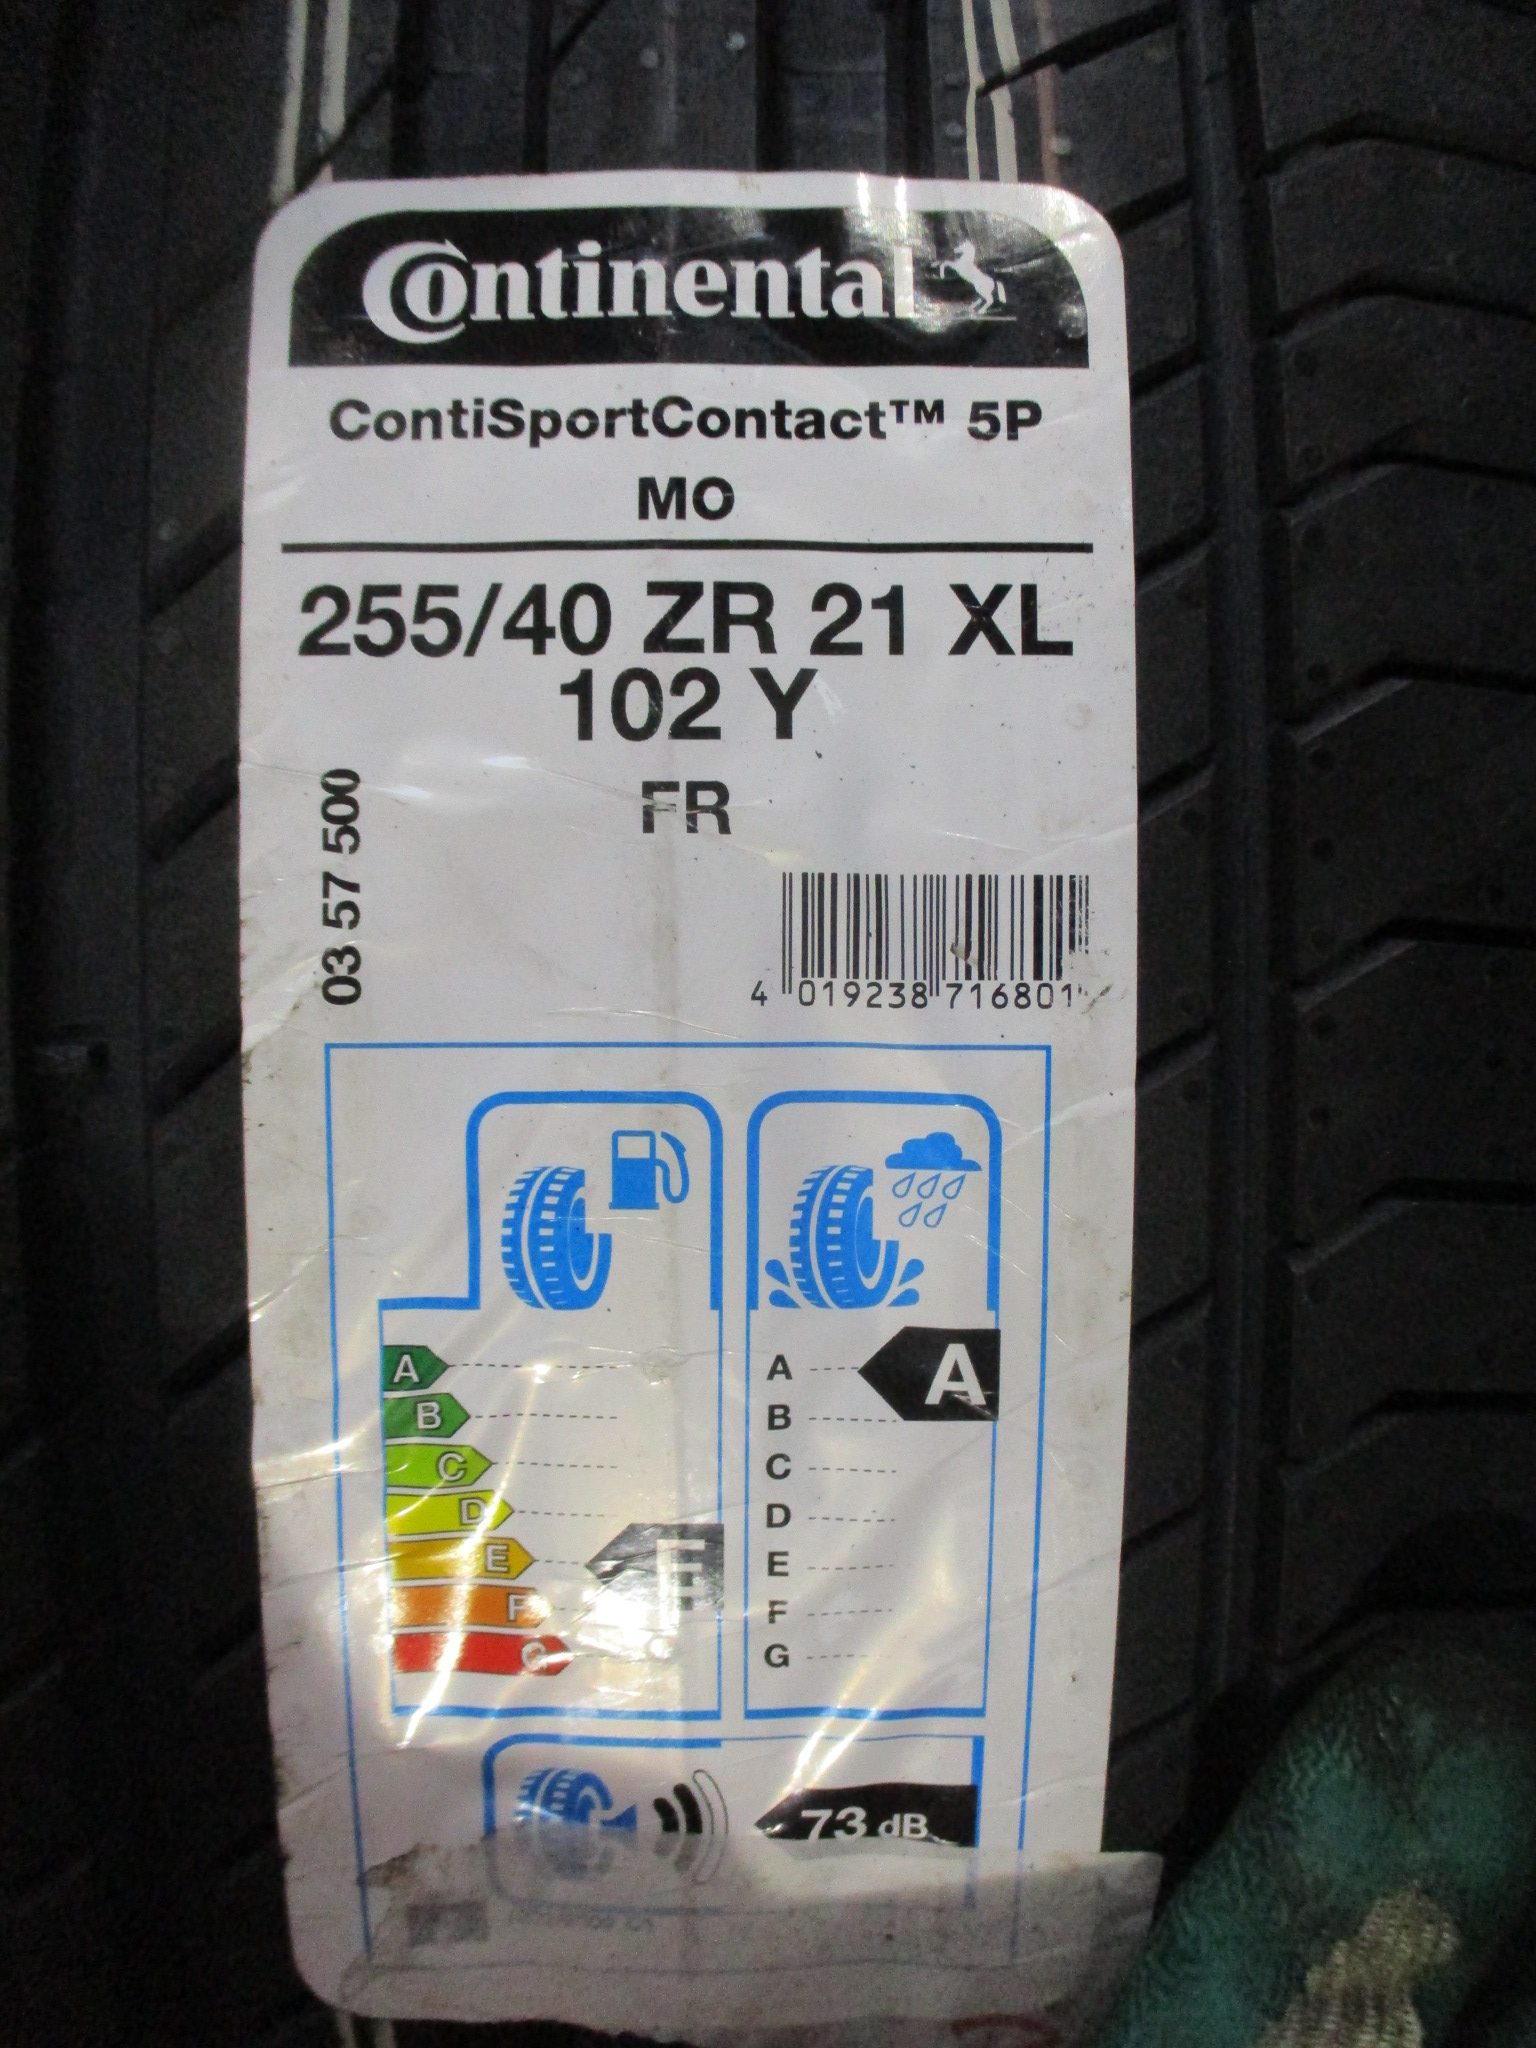 Continental
ContiSportContact™ 5P
MO
255/40 ZR 21 XL
102 Y
FR
03 57 500
4 019238 716801
A
B
C
D
E
F
G
E
A
B
C
D
E
F
G
A
73 dB